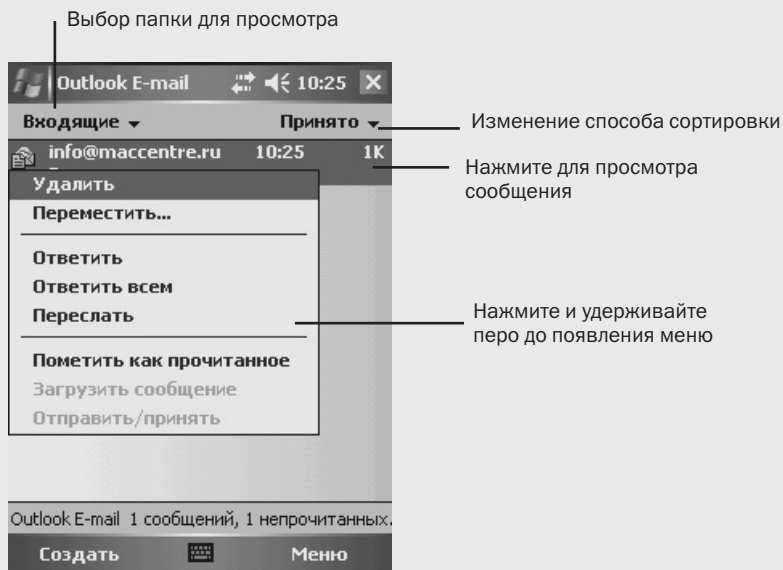 Выбор папки для просмотра
Outlook E-mail 10:25
Входящие Принято
Изменение способа сортировки
info@maccentre.ru 10:25 1K
Нажмите для просмотра
сообщения
Удалить
Переместить...
Ответить
Ответить всем
Переслать
Нажмите и удерживайте
перо до появления меню
Пометить как прочитанное
Загрузить сообщение
Отправить/принять
Outlook E-mail 1 сообщений, 1 непрочитанных.
Создать Меню